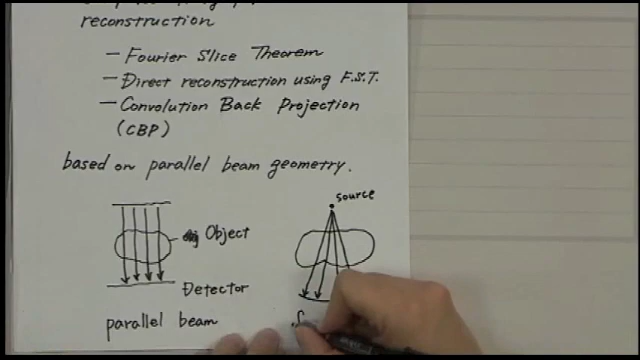 reconstruction
– Fourier Slice Theorem
– Direct reconstruction using F.S.T.
– Convolution Back Projection
(CBP)
based on parallel beam geometry.
source
Object
Detector
parallel beam